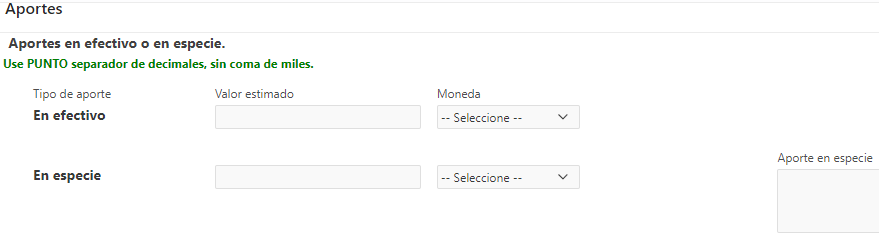 Aportes
Aportes en efectivo o en especie.
Use PUNTO separador de decimales, sin coma de miles.
Tipo de aporte Valor estimado Moneda
En efectivo -- Seleccione --
Aporte en especie
En especie -- Seleccione --